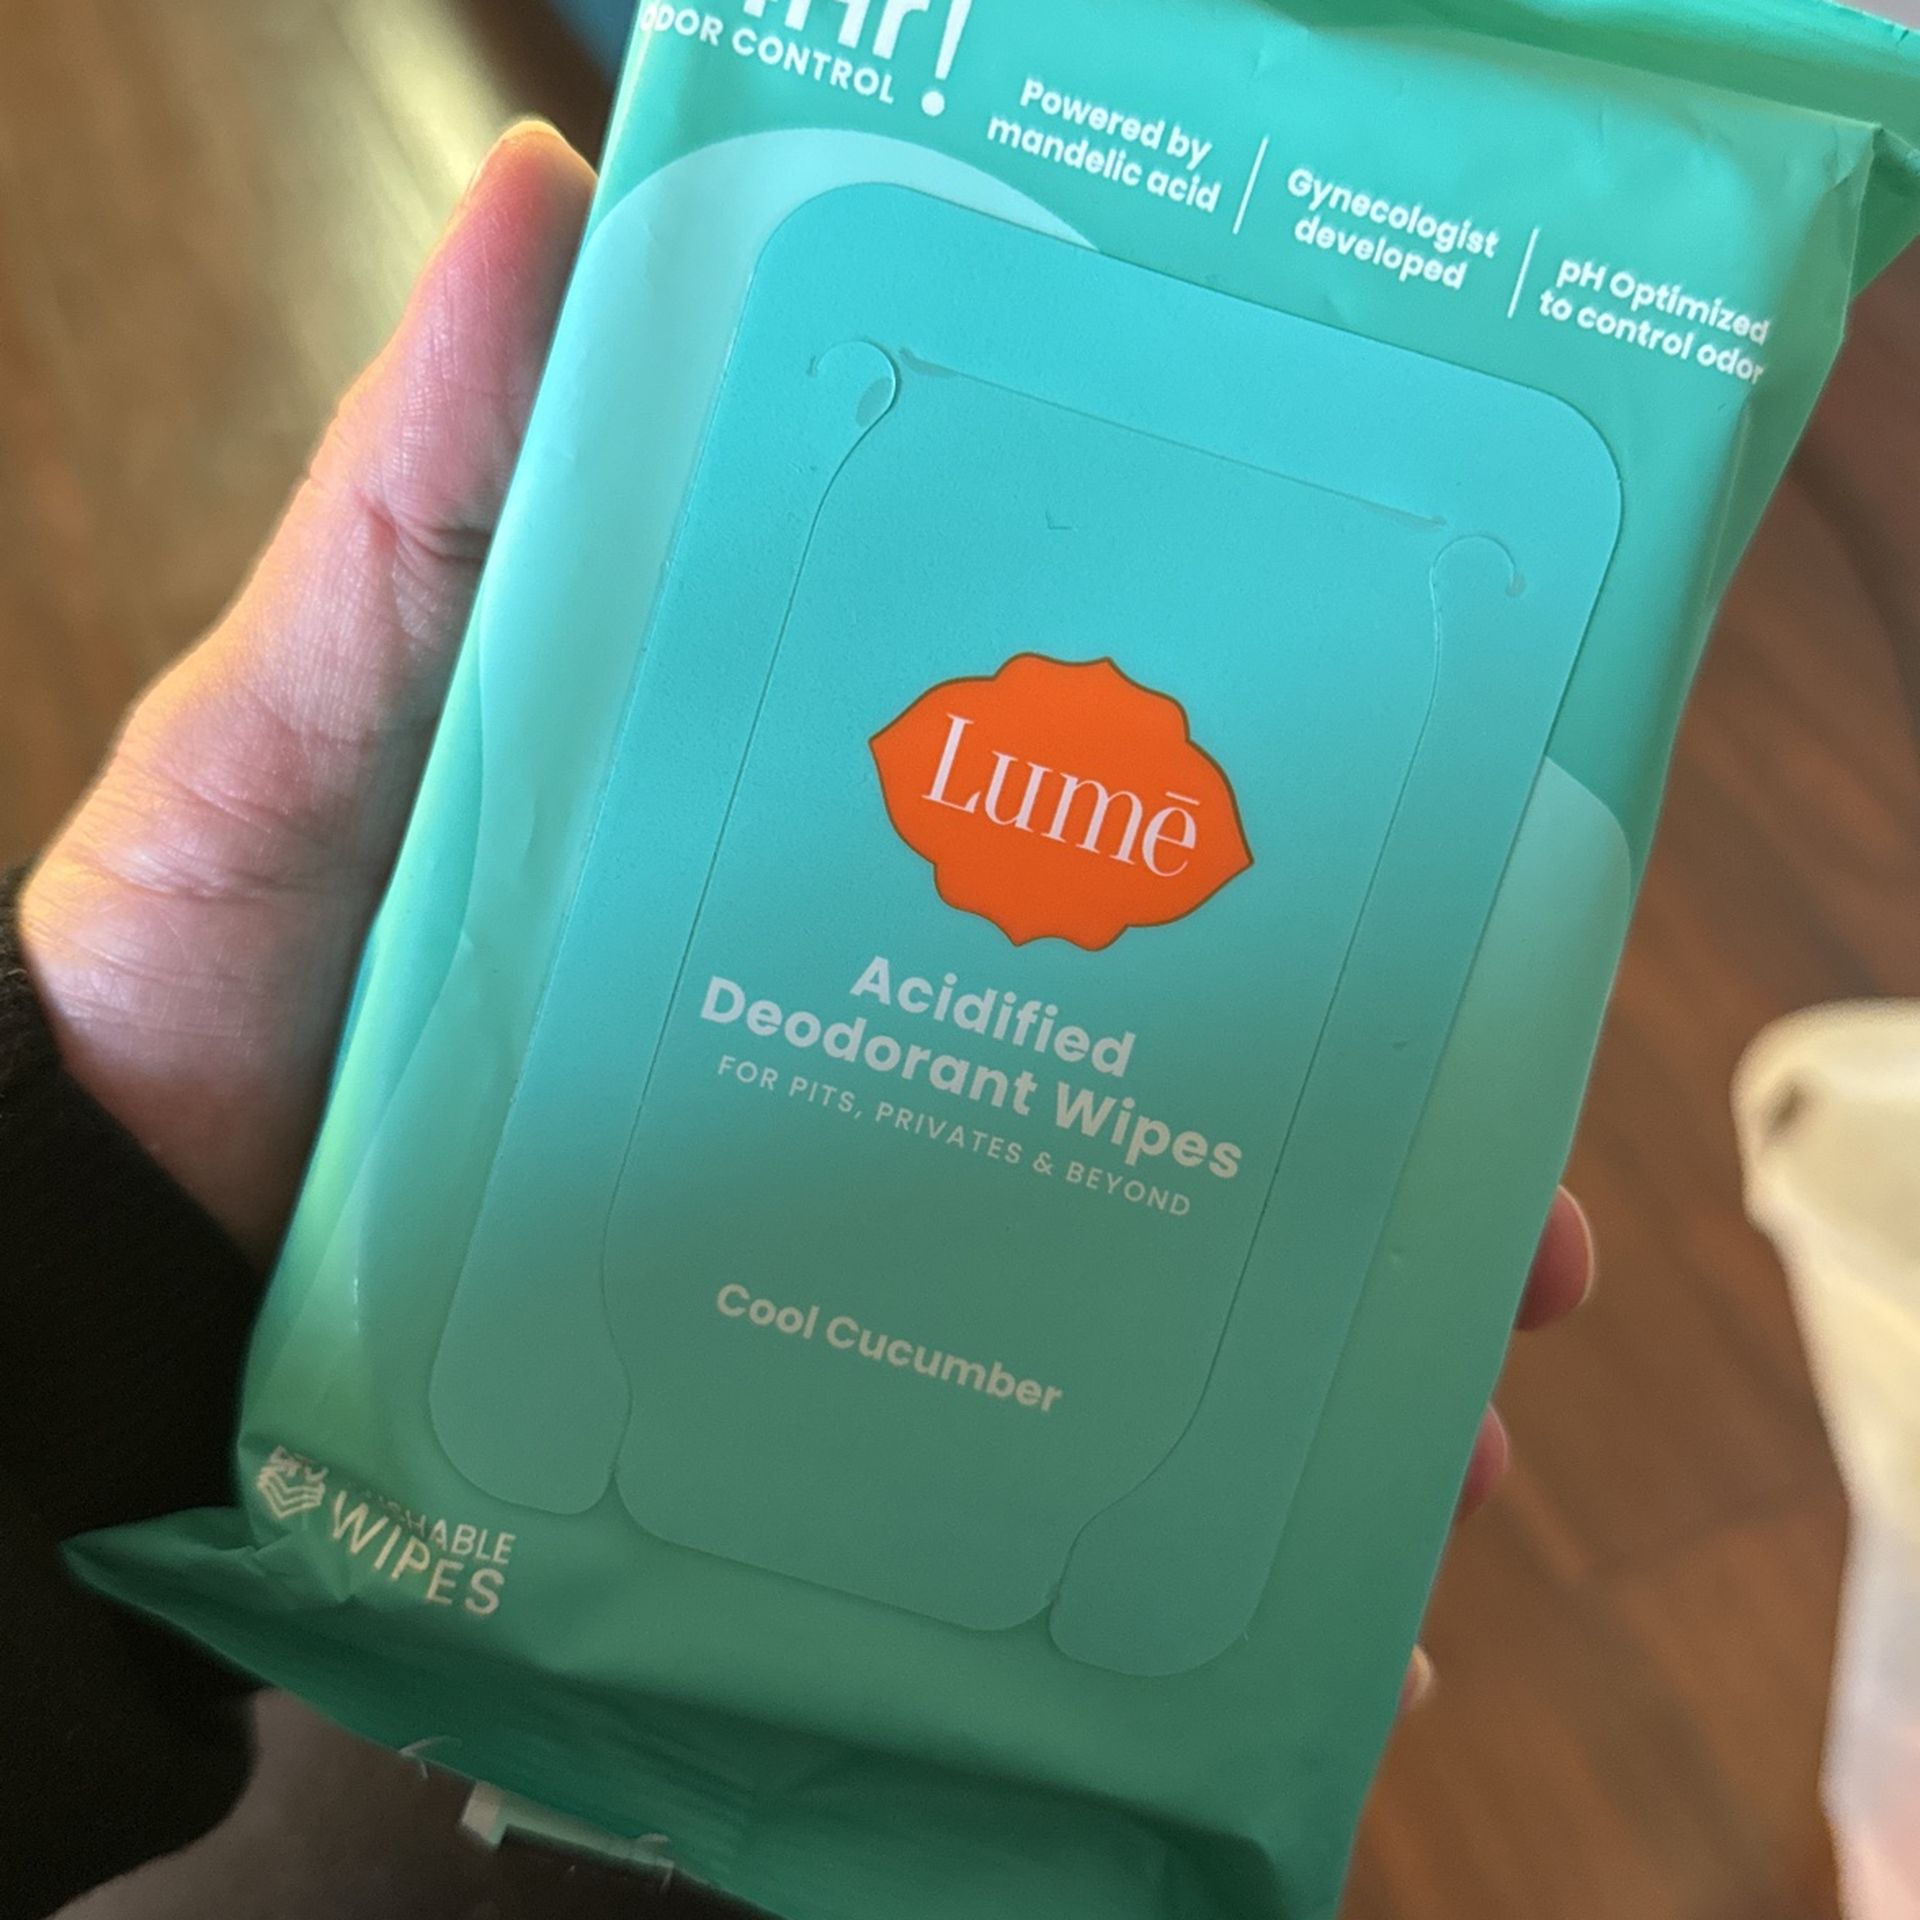 ODOR CONTROL
Powered by
mandelic acid
Gynecologist
developed
pH Optimized
to control odor
Lumē
Acidified
Deodorant Wipes
FOR PITS, PRIVATES & BEYOND
Cool Cucumber
WIPES